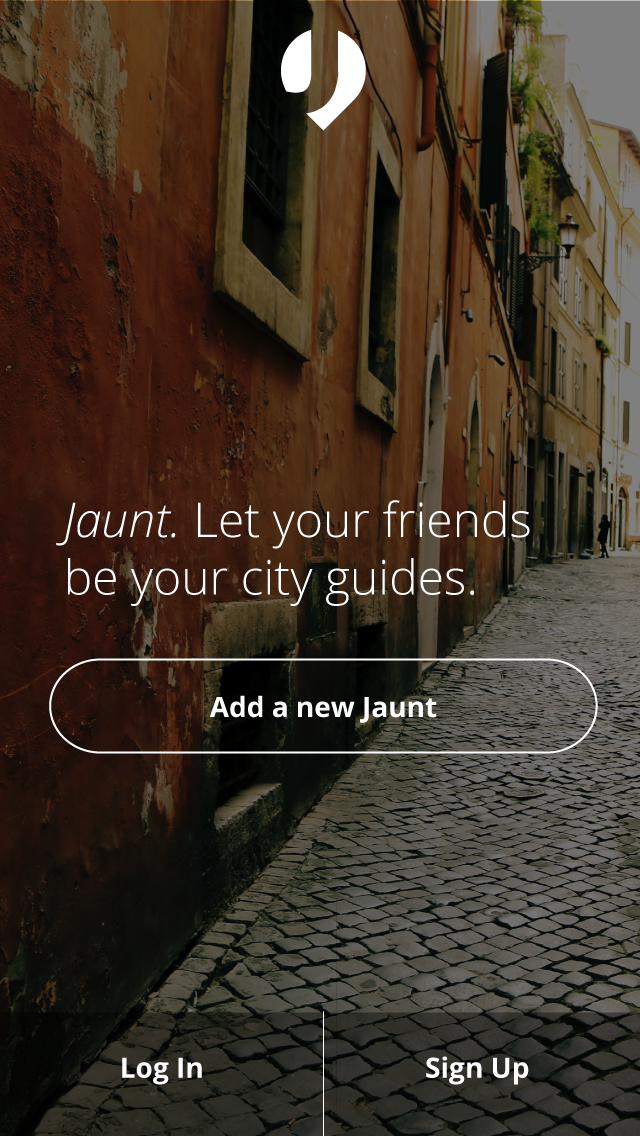 Jaunt. Let your friends
be your city guides.
Add a new Jaunt
Log In
Sign Up